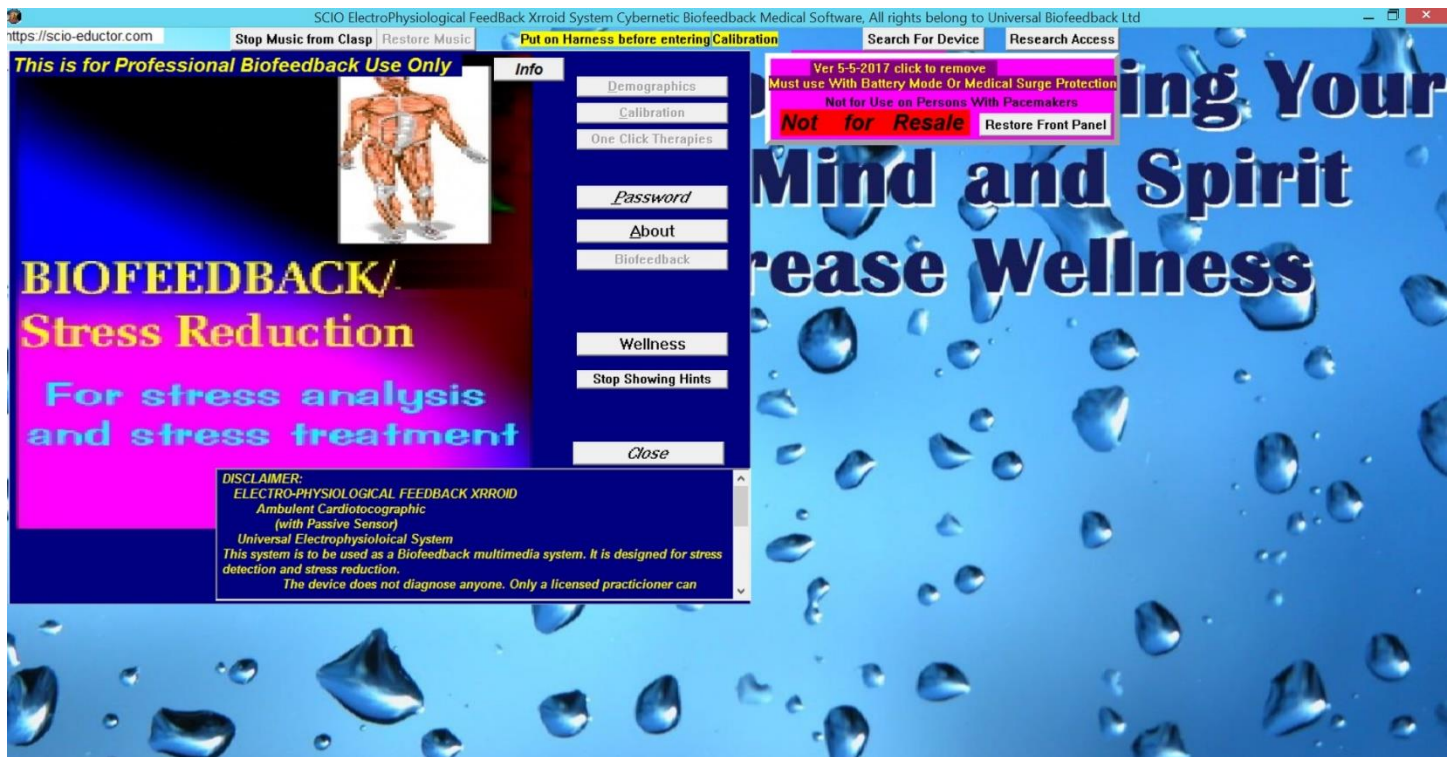 SCIO ElectroPhysiological FeedBack Xrroid System Cybernetic Biofeedback Medical Software, All rights belong to Universal Biofeedback Ltd
https://scio-eductor.com
Stop Music from Clasp
Restore Music
Put on Harness before entering Calibration
Search For Device
Research Access
This is for Professional Biofeedback Use Only
Info
Demographics
Calibration
One Click Therapies
Password
About
Biofeedback
Wellness
Stop Showing Hints
Close
BIOFEEDBACK/
Stress Reduction
For stress analysis
and stress treatment
DISCLAIMER:
ELECTRO-PHYSIOLOGICAL FEEDBACK XRROID
Ambulent Cardiotocographic
(with Passive Sensor)
Universal Electrophysioloical System
This system is to be used as a Biofeedback multimedia system. It is designed for stress
detection and stress reduction.
The device does not diagnose anyone. Only a licensed practicioner can
Ver 5-5-2017 click to remove
Must use With Battery Mode Or Medical Surge Protection
Not for Use on Persons With Pacemakers
Not for Resale
Restore Front Panel
ing Your
Mind and Spirit
rease Wellness